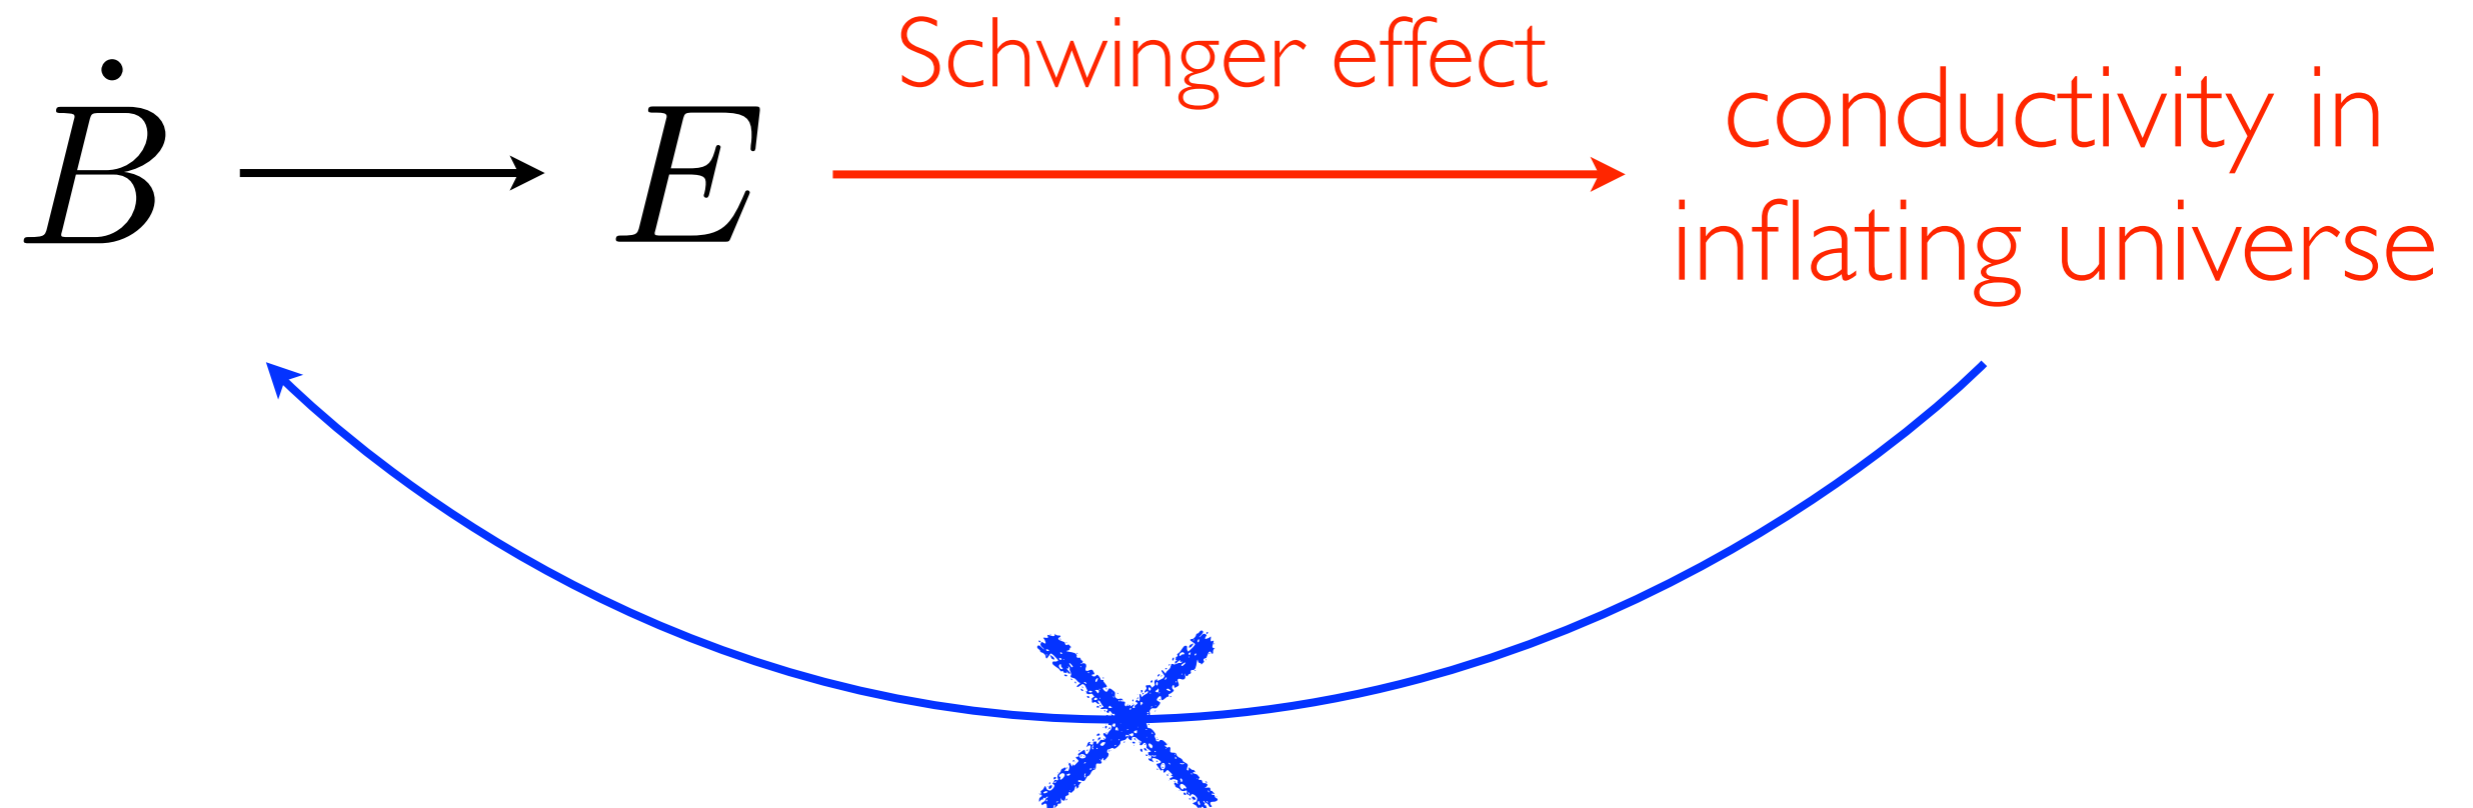 Schwinger effect
Ḃ E conductivity in
inflating universe